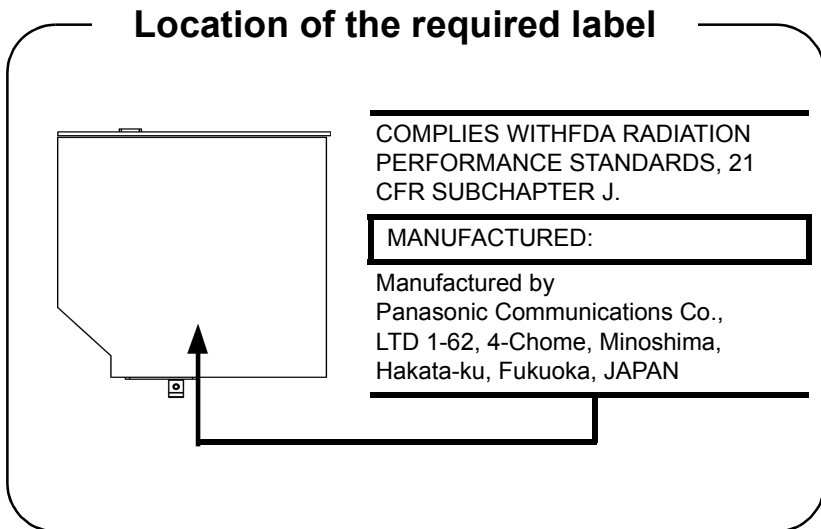 Location of the required label
COMPLIES WITHFDA RADIATION
PERFORMANCE STANDARDS, 21
CFR SUBCHAPTER J.
MANUFACTURED:
Manufactured by
Panasonic Communications Co.,
LTD 1-62, 4-Chome, Minoshima,
Hakata-ku, Fukuoka, JAPAN